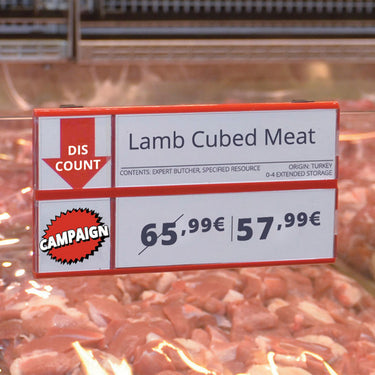 DIS
COUNT
Lamb Cubed Meat
CONTENTS: EXPERT BUTCHER, SPECIFIED RESOURCE
ORIGIN: TURKEY
0-4 EXTENDED STORAGE
CAMPAIGN
65,99€ 57,99€